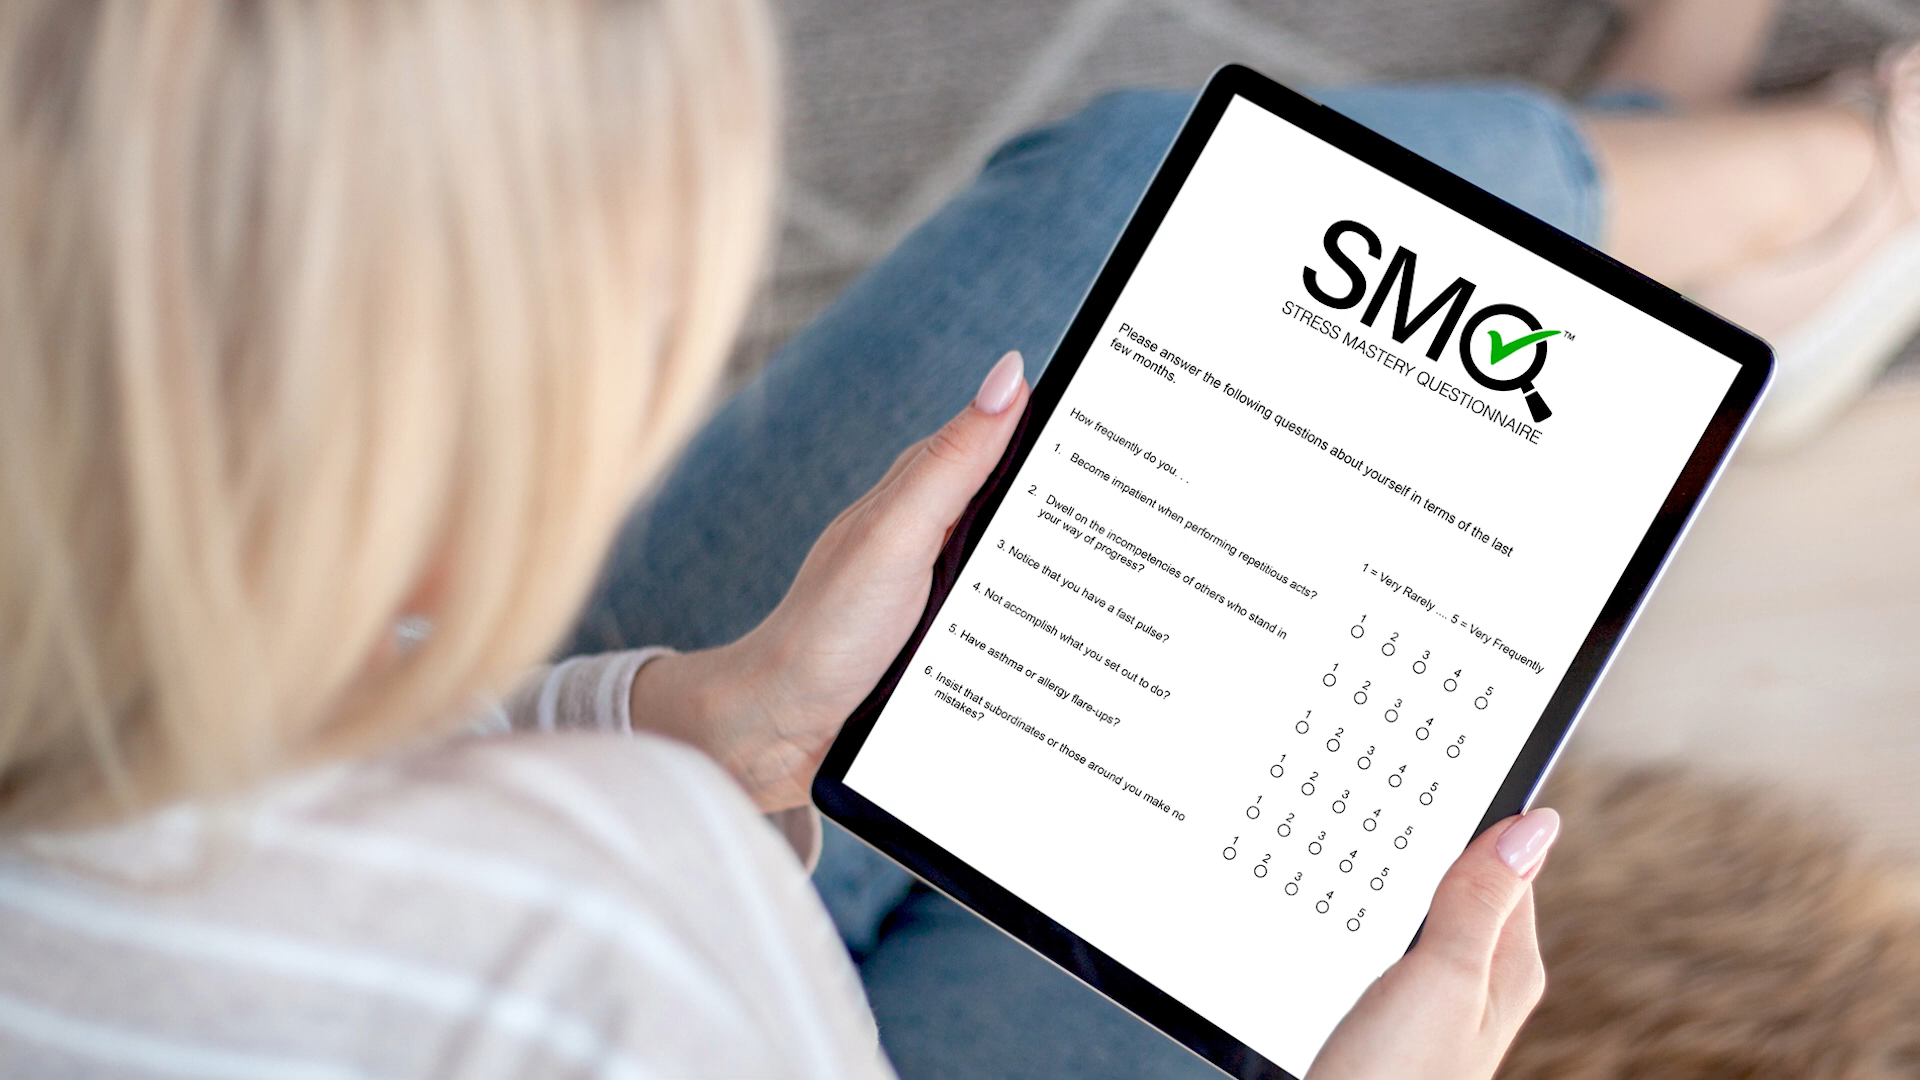 SMQ™
STRESS MASTERY QUESTIONNAIRE
Please answer the following questions about yourself in terms of the last
few months.
How frequently do you. . .
1 = Very Rarely .... 5 = Very Frequently
1. Become impatient when performing repetitious acts?
1 2 3 4 5
2. Dwell on the incompetencies of others who stand in
your way of progress?
1 2 3 4 5
3. Notice that you have a fast pulse?
1 2 3 4 5
4. Not accomplish what you set out to do?
1 2 3 4 5
5. Have asthma or allergy flare-ups?
1 2 3 4 5
6. Insist that subordinates or those around you make no
mistakes?
1 2 3 4 5